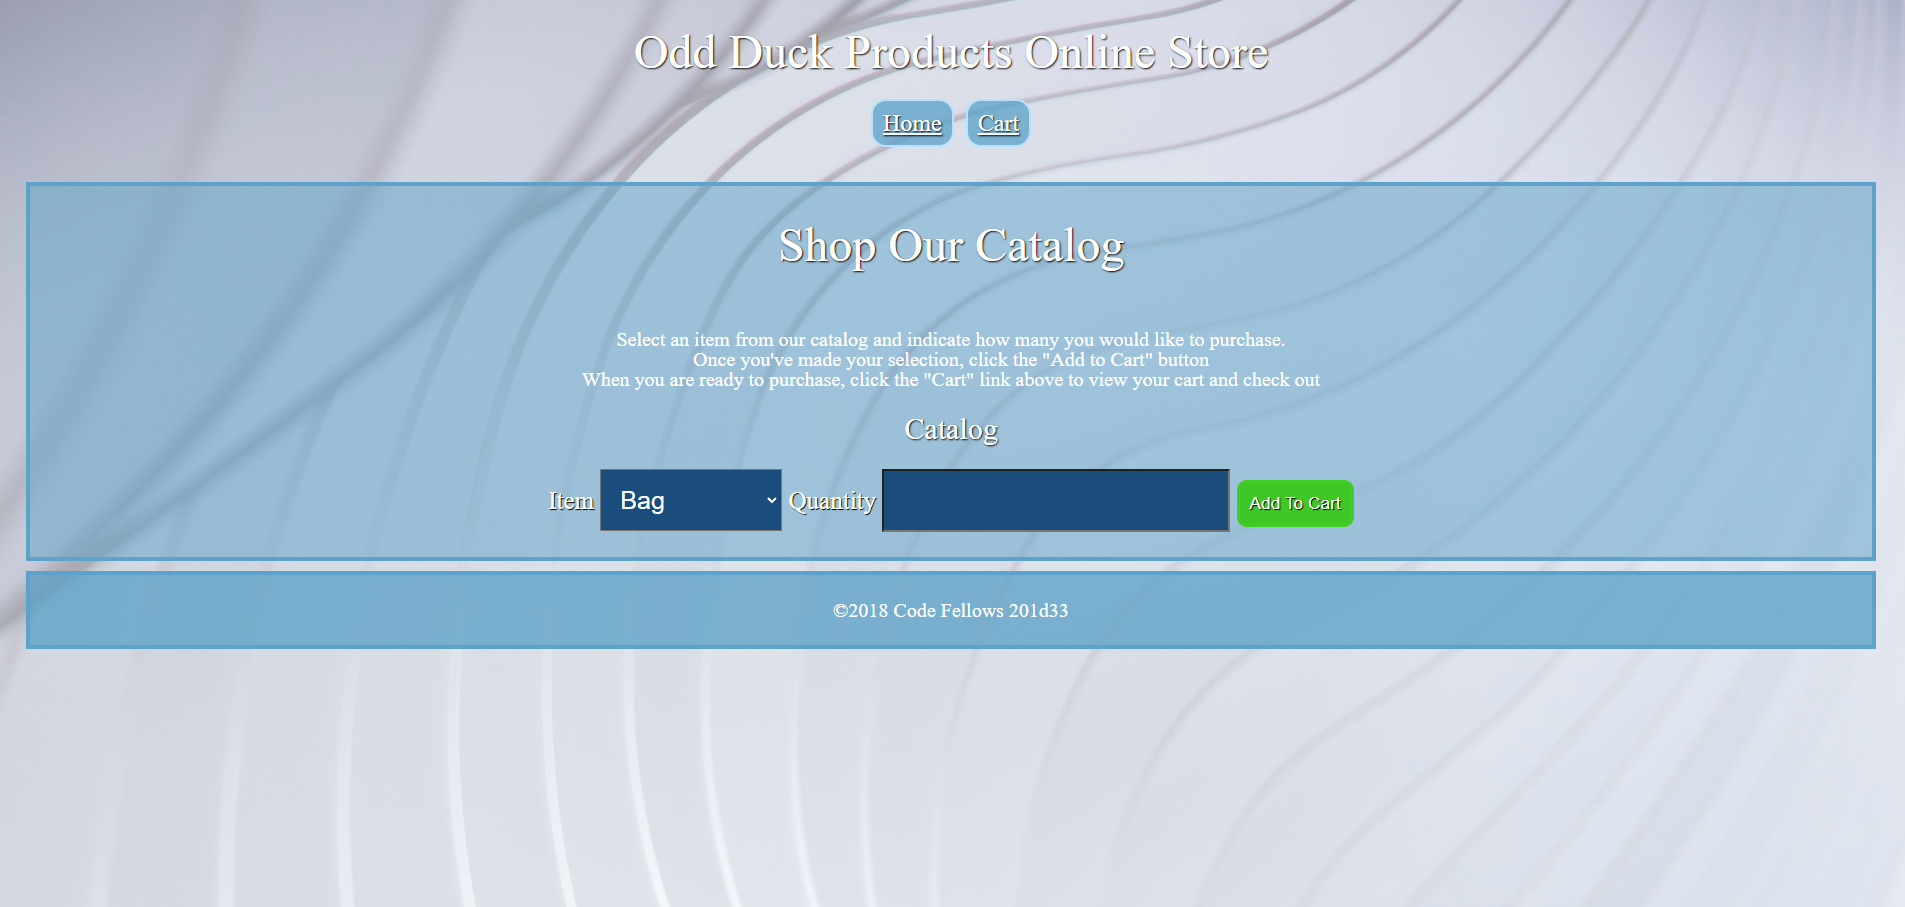 Odd Duck Products Online Store
Home Cart
Shop Our Catalog
Select an item from our catalog and indicate how many you would like to purchase.
Once you've made your selection, click the "Add to Cart" button
When you are ready to purchase, click the "Cart" link above to view your cart and check out
Catalog
Item Bag Quantity Add To Cart
©2018 Code Fellows 201d33